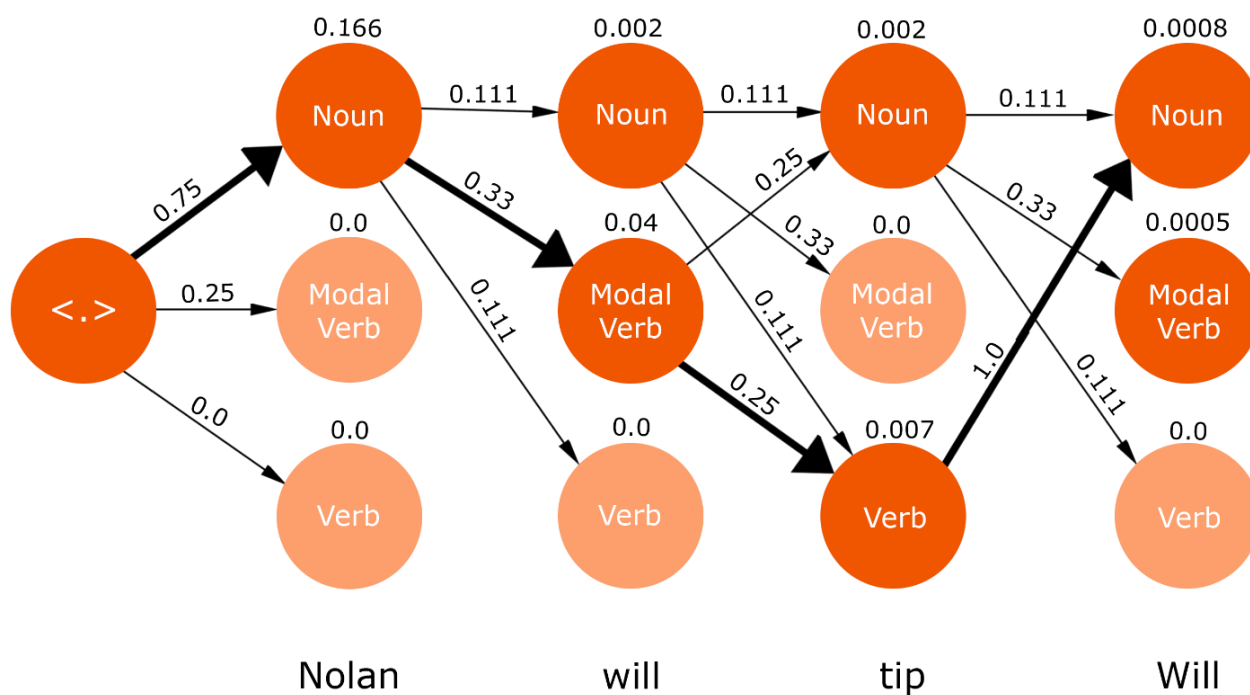 0.166 0.002 0.002 0.0008
Noun 0.111 Noun 0.111 Noun 0.111 Noun
0.75 0.33 0.25 0.33 0.33
0.0 0.04 0.0 0.0005
<.> 0.25 Modal Verb Modal Verb Modal Verb Modal Verb
0.0 0.111 0.111 0.25 1.0 0.111
0.0 0.0 0.007 0.0
Verb Verb Verb Verb
Nolan will tip Will